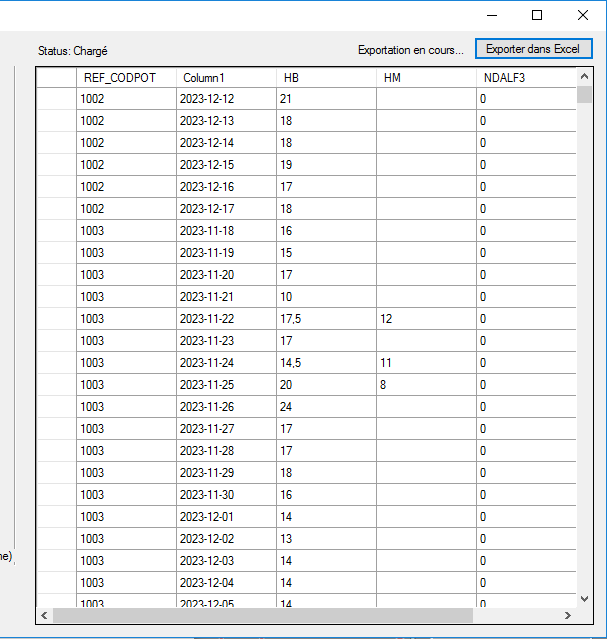 Status: Chargé Exportation en cours... Exporter dans Excel
REF_CODPOT Column1 HB HM NDALF3
1002 2023-12-12 21 0
1002 2023-12-13 18 0
1002 2023-12-14 18 0
1002 2023-12-15 19 0
1002 2023-12-16 17 0
1002 2023-12-17 18 0
1003 2023-11-18 16 0
1003 2023-11-19 15 0
1003 2023-11-20 17 0
1003 2023-11-21 10 0
1003 2023-11-22 17,5 12 0
1003 2023-11-23 17 0
1003 2023-11-24 14,5 11 0
1003 2023-11-25 20 8 0
1003 2023-11-26 24 0
1003 2023-11-27 17 0
1003 2023-11-28 17 0
1003 2023-11-29 18 0
1003 2023-11-30 16 0
1003 2023-12-01 14 0
1003 2023-12-02 13 0
ne) 1003 2023-12-03 14 0
1003 2023-12-04 14 0
1003 2023-12-05 14 0